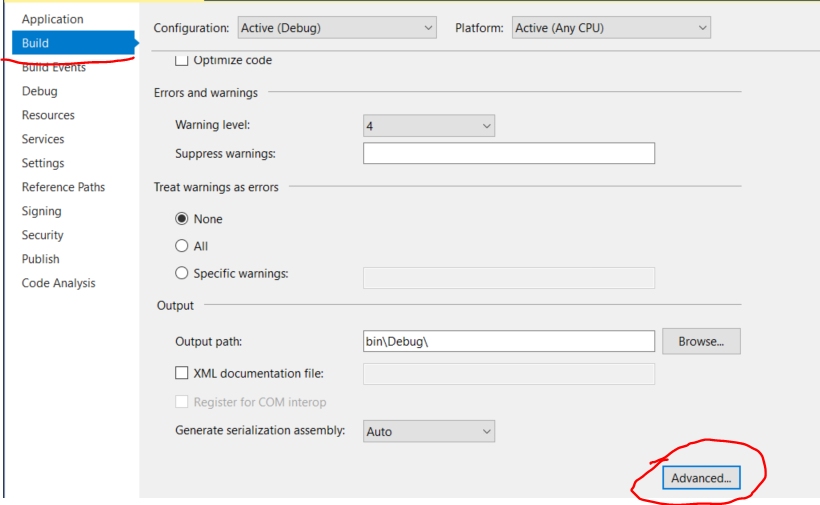 Application
Build
Build Events
Debug
Resources
Services
Settings
Reference Paths
Signing
Security
Publish
Code Analysis
Configuration: Active (Debug) Platform: Active (Any CPU)
Optimize code
Errors and warnings
Warning level: 4
Suppress warnings:
Treat warnings as errors
None
All
Specific warnings:
Output
Output path: bin\Debug\ Browse...
XML documentation file:
Register for COM interop
Generate serialization assembly: Auto
Advanced...